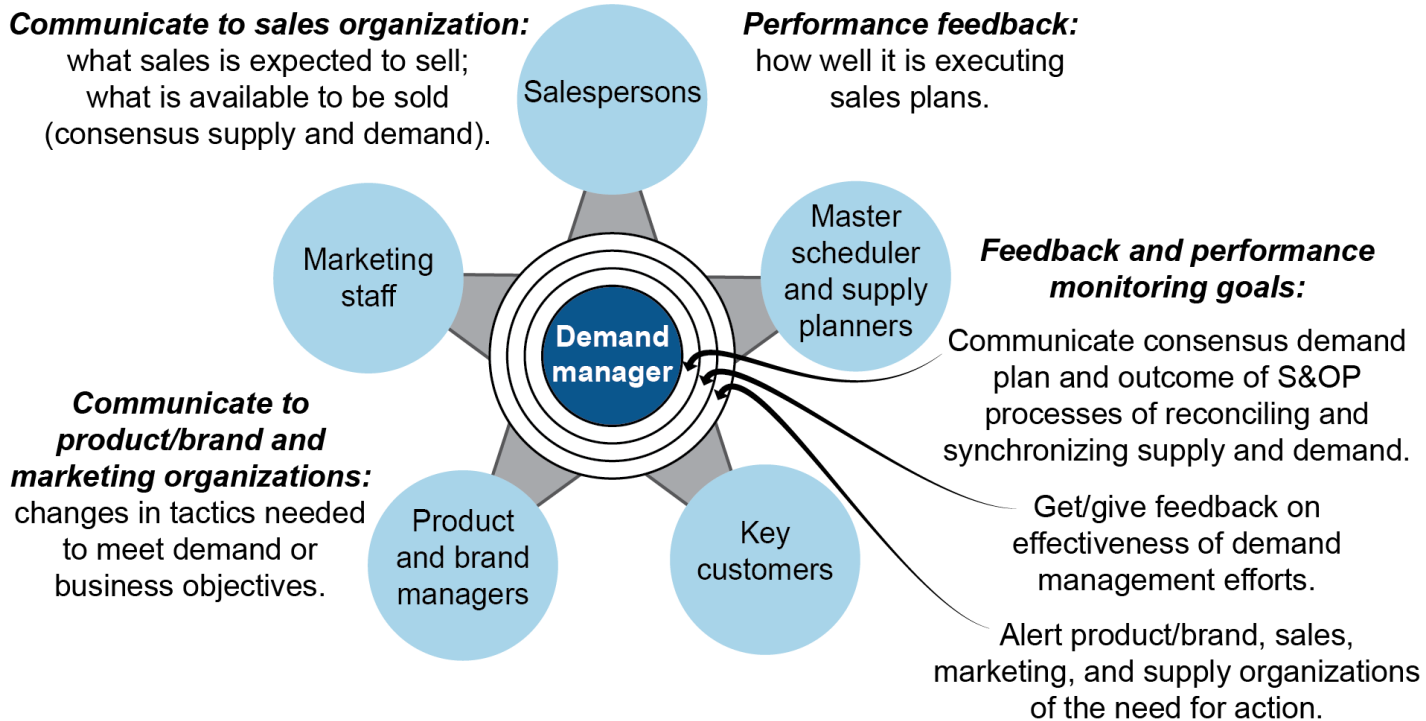 Communicate to sales organization:
what sales is expected to sell;
what is available to be sold
(consensus supply and demand).
Salespersons
Performance feedback:
how well it is executing
sales plans.
Marketing
staff
Master
scheduler
and supply
planners
Demand
manager
Feedback and performance
monitoring goals:
Communicate consensus demand
plan and outcome of S&OP
processes of reconciling and
synchronizing supply and demand.
Get/give feedback on
effectiveness of demand
management efforts.
Alert product/brand, sales,
marketing, and supply organizations
of the need for action.
Communicate to
product/brand and
marketing organizations:
changes in tactics needed
to meet demand or
business objectives.
Product
and brand
managers
Key
customers